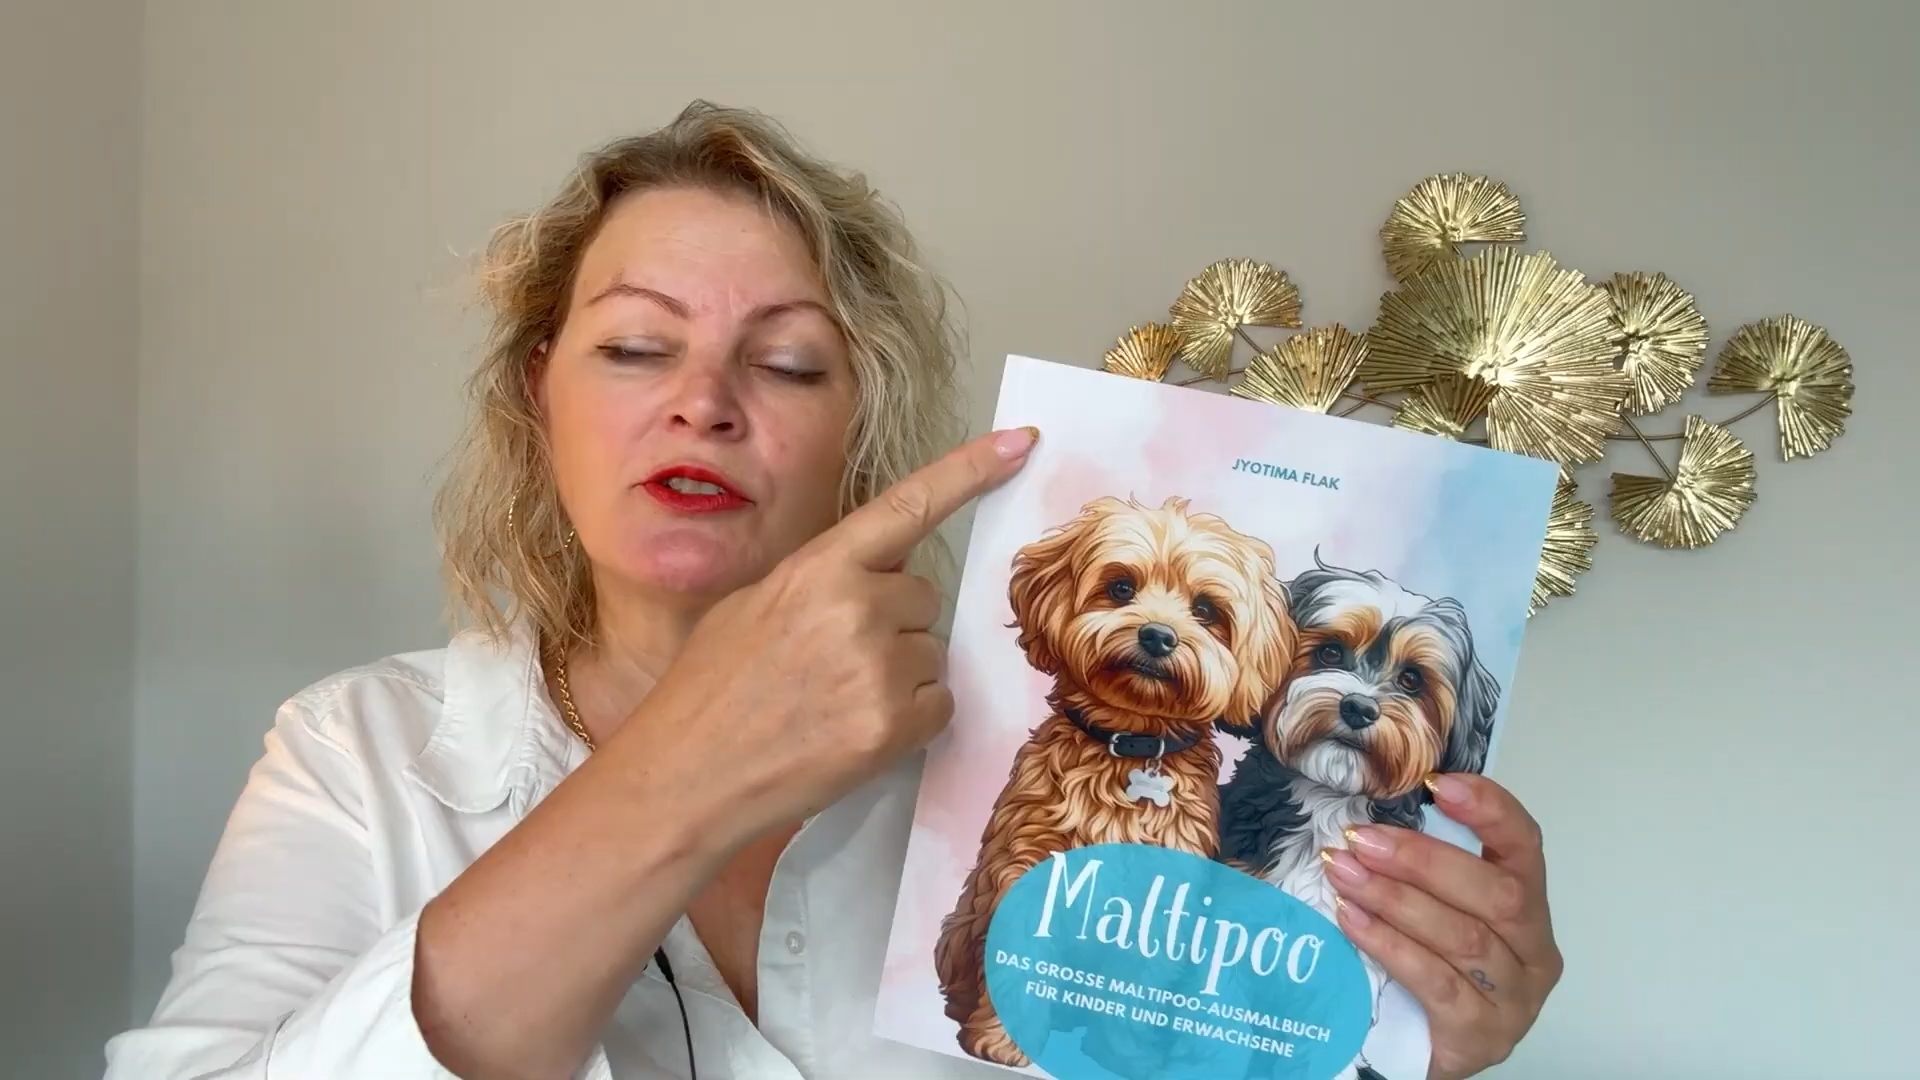 JYOTIMA FLAK
Maltipoo
DAS GROSSE MALTIPOO-AUSMALBUCH
FÜR KINDER UND ERWACHSENE